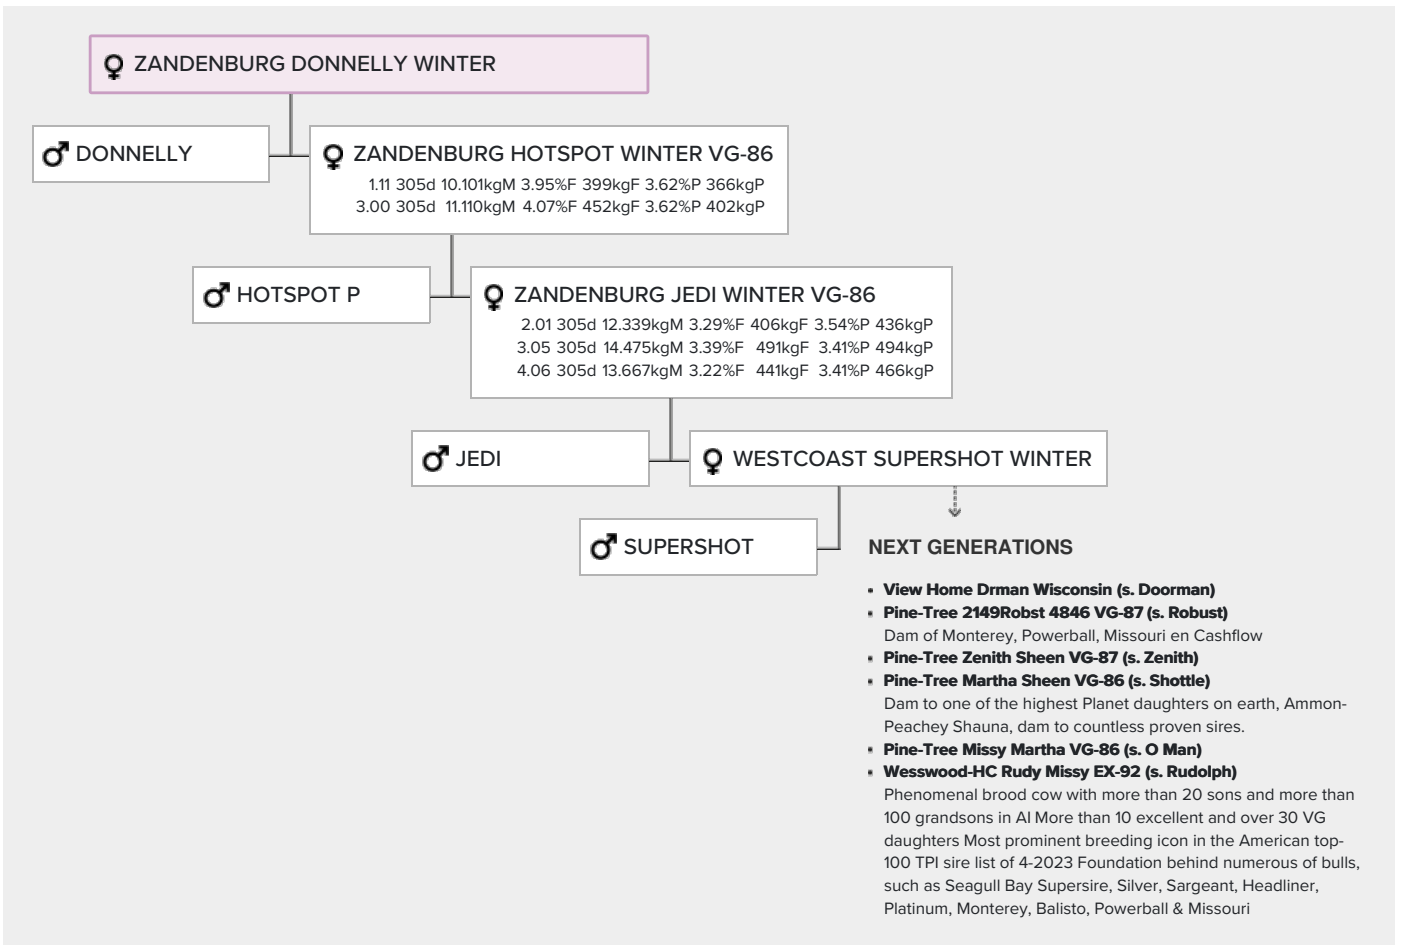 ZANDENBURG DONNELLY WINTER
DONNELLY
ZANDENBURG HOTSPOT WINTER VG-86
1.11 305d 10.101kgM 3.95%F 399kgF 3.62%P 366kgP
3.00 305d 11.110kgM 4.07%F 452kgF 3.62%P 402kgP
HOTSPOT P
ZANDENBURG JEDI WINTER VG-86
2.01 305d 12.339kgM 3.29%F 406kgF 3.54%P 436kgP
3.05 305d 14.475kgM 3.39%F 491kgF 3.41%P 494kgP
4.06 305d 13.667kgM 3.22%F 441kgF 3.41%P 466kgP
JEDI
WESTCOAST SUPERSHOT WINTER
SUPERSHOT
NEXT GENERATIONS
View Home Drman Wisconsin (s. Doorman)
Pine-Tree 2149Robst 4846 VG-87 (s. Robust)
Dam of Monterey, Powerball, Missouri en Cashflow
Pine-Tree Zenith Sheen VG-87 (s. Zenith)
Pine-Tree Martha Sheen VG-86 (s. Shottle)
Dam to one of the highest Planet daughters on earth, Ammon-
Peachey Shauna, dam to countless proven sires.
Pine-Tree Missy Martha VG-86 (s. O Man)
Wesswood-HC Rudy Missy EX-92 (s. Rudolph)
Phenomenal brood cow with more than 20 sons and more than
100 grandsons in AI More than 10 excellent and over 30 VG
daughters Most prominent breeding icon in the American top-
100 TPI sire list of 4-2023 Foundation behind numerous of bulls,
such as Seagull Bay Supersire, Silver, Sargeant, Headliner,
Platinum, Monterey, Balisto, Powerball & Missouri